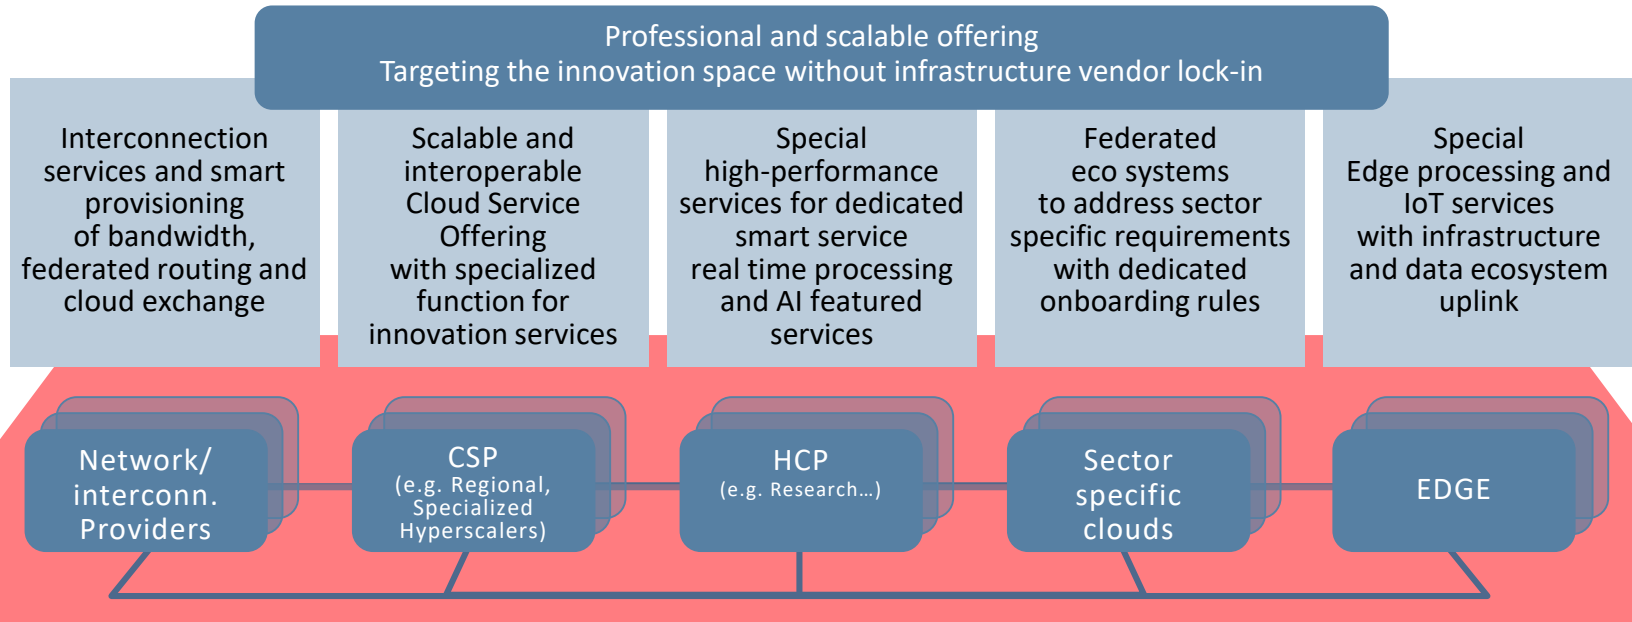 Professional and scalable offering
Targeting the innovation space without infrastructure vendor lock-in
Interconnection
services and smart
provisioning
of bandwidth,
federated routing and
cloud exchange
Scalable and
interoperable
Cloud Service
Offering
with specialized
function for
innovation services
Special
high-performance
services for dedicated
smart service
real time processing
and AI featured
services
Federated
eco systems
to address sector
specific requirements
with dedicated
onboarding rules
Special
Edge processing and
IoT services
with infrastructure
and data ecosystem
uplink
Network/
interconn.
Providers
CSP
(e.g. Regional,
Specialized
Hyperscalers)
HCP
(e.g. Research…)
Sector
specific
clouds
EDGE